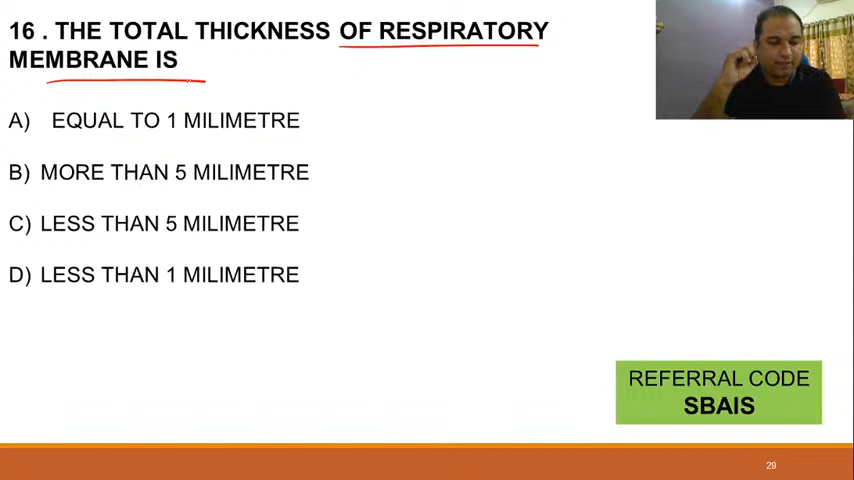 16 . THE TOTAL THICKNESS OF RESPIRATORY
MEMBRANE IS
A) EQUAL TO 1 MILIMETRE
B) MORE THAN 5 MILIMETRE
C) LESS THAN 5 MILIMETRE
D) LESS THAN 1 MILIMETRE
REFERRAL CODE
SBAIS
29